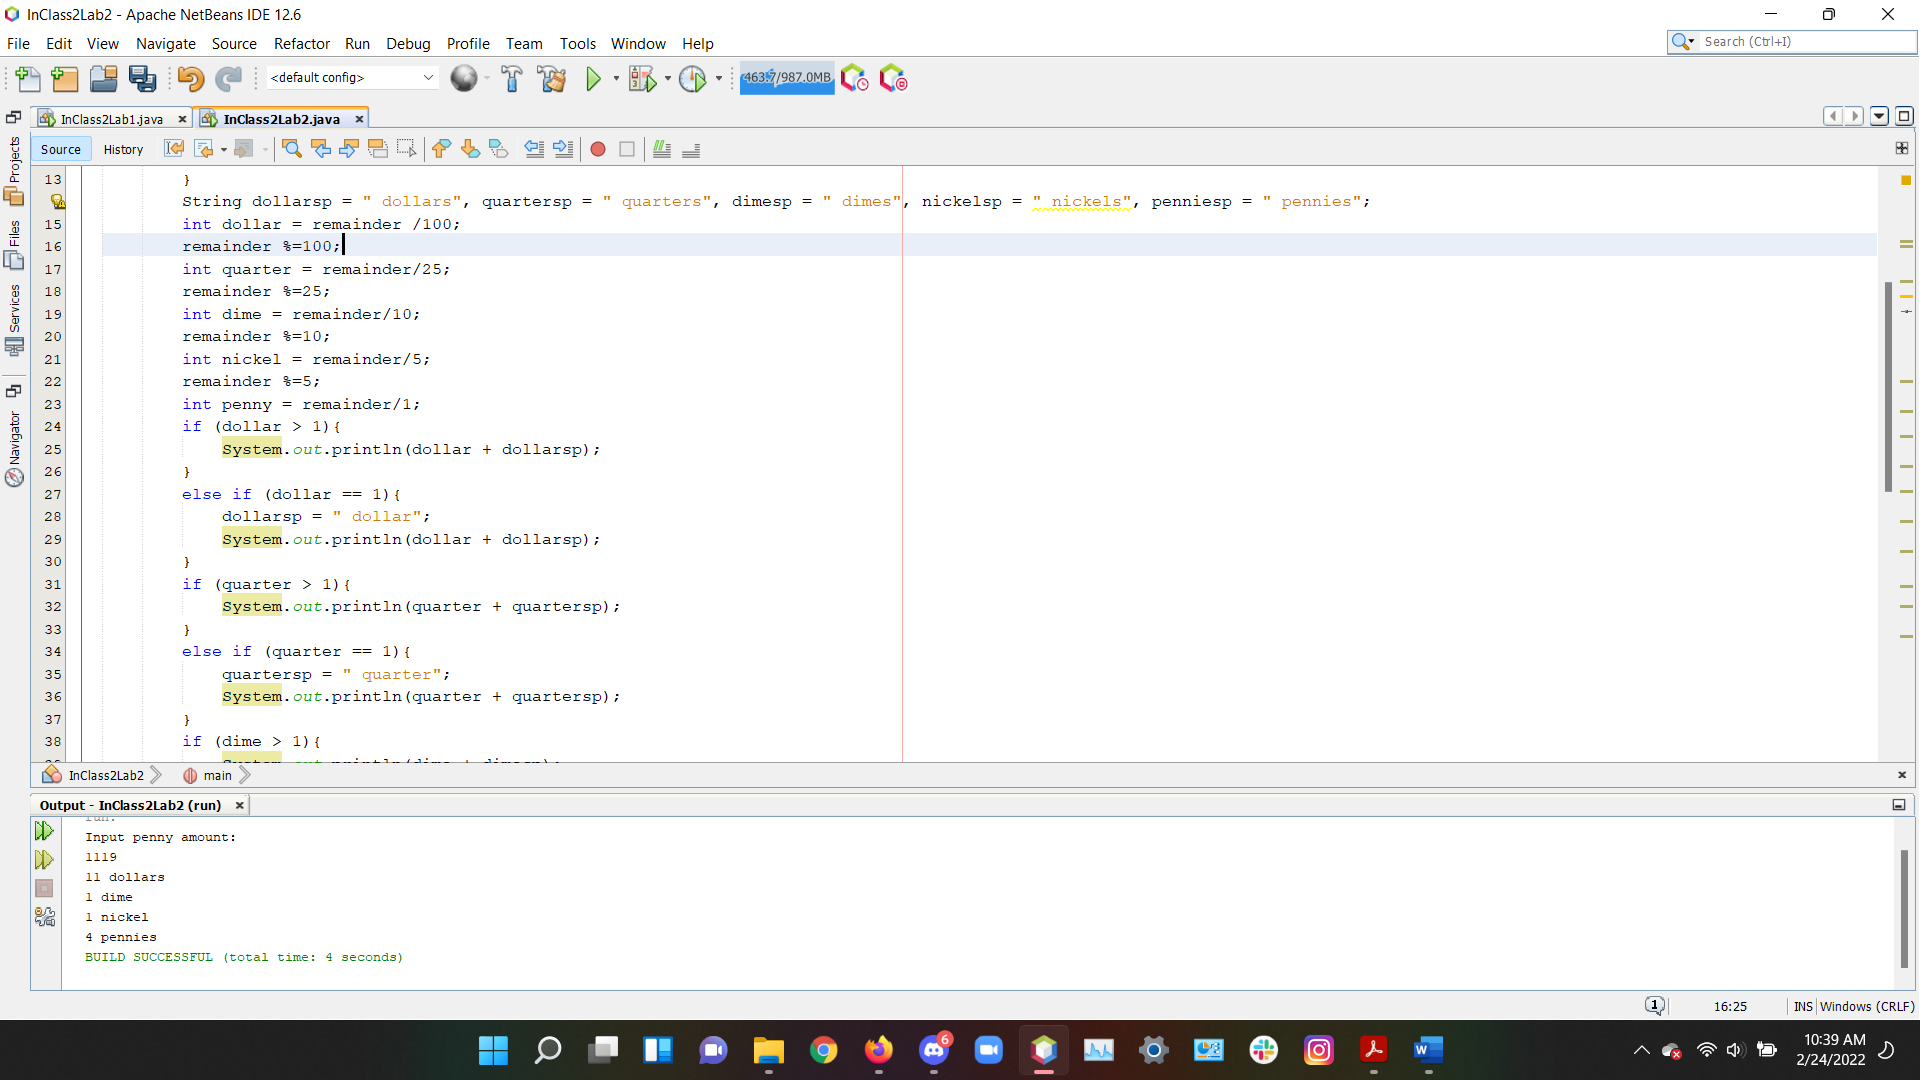 InClass2Lab2 - Apache NetBeans IDE 12.6
File Edit View Navigate Source Refactor Run Debug Profile Team Tools Window Help
Search (Ctrl+I)
<default config>
463.7/987.0MB
InClass2Lab1.java
InClass2Lab2.java
Source History
Projects
Files
Services
Navigator
13 }
String dollarsp = " dollars", quartersp = " quarters", dimesp = " dimes", nickelsp = " nickels", penniesp = " pennies";
15 int dollar = remainder /100;
16 remainder %=100;
17 int quarter = remainder/25;
18 remainder %=25;
19 int dime = remainder/10;
20 remainder %=10;
21 int nickel = remainder/5;
22 remainder %=5;
23 int penny = remainder/1;
24 if (dollar > 1){
25 System.out.println(dollar + dollarsp);
26 }
27 else if (dollar == 1){
28 dollarsp = " dollar";
29 System.out.println(dollar + dollarsp);
30 }
31 if (quarter > 1){
32 System.out.println(quarter + quartersp);
33 }
34 else if (quarter == 1){
35 quartersp = " quarter";
36 System.out.println(quarter + quartersp);
37 }
38 if (dime > 1){
InClass2Lab2 main
Output - InClass2Lab2 (run)
run:
Input penny amount:
1119
11 dollars
1 dime
1 nickel
4 pennies
BUILD SUCCESSFUL (total time: 4 seconds)
1
16:25
INS
Windows (CRLF)
6
10:39 AM
2/24/2022